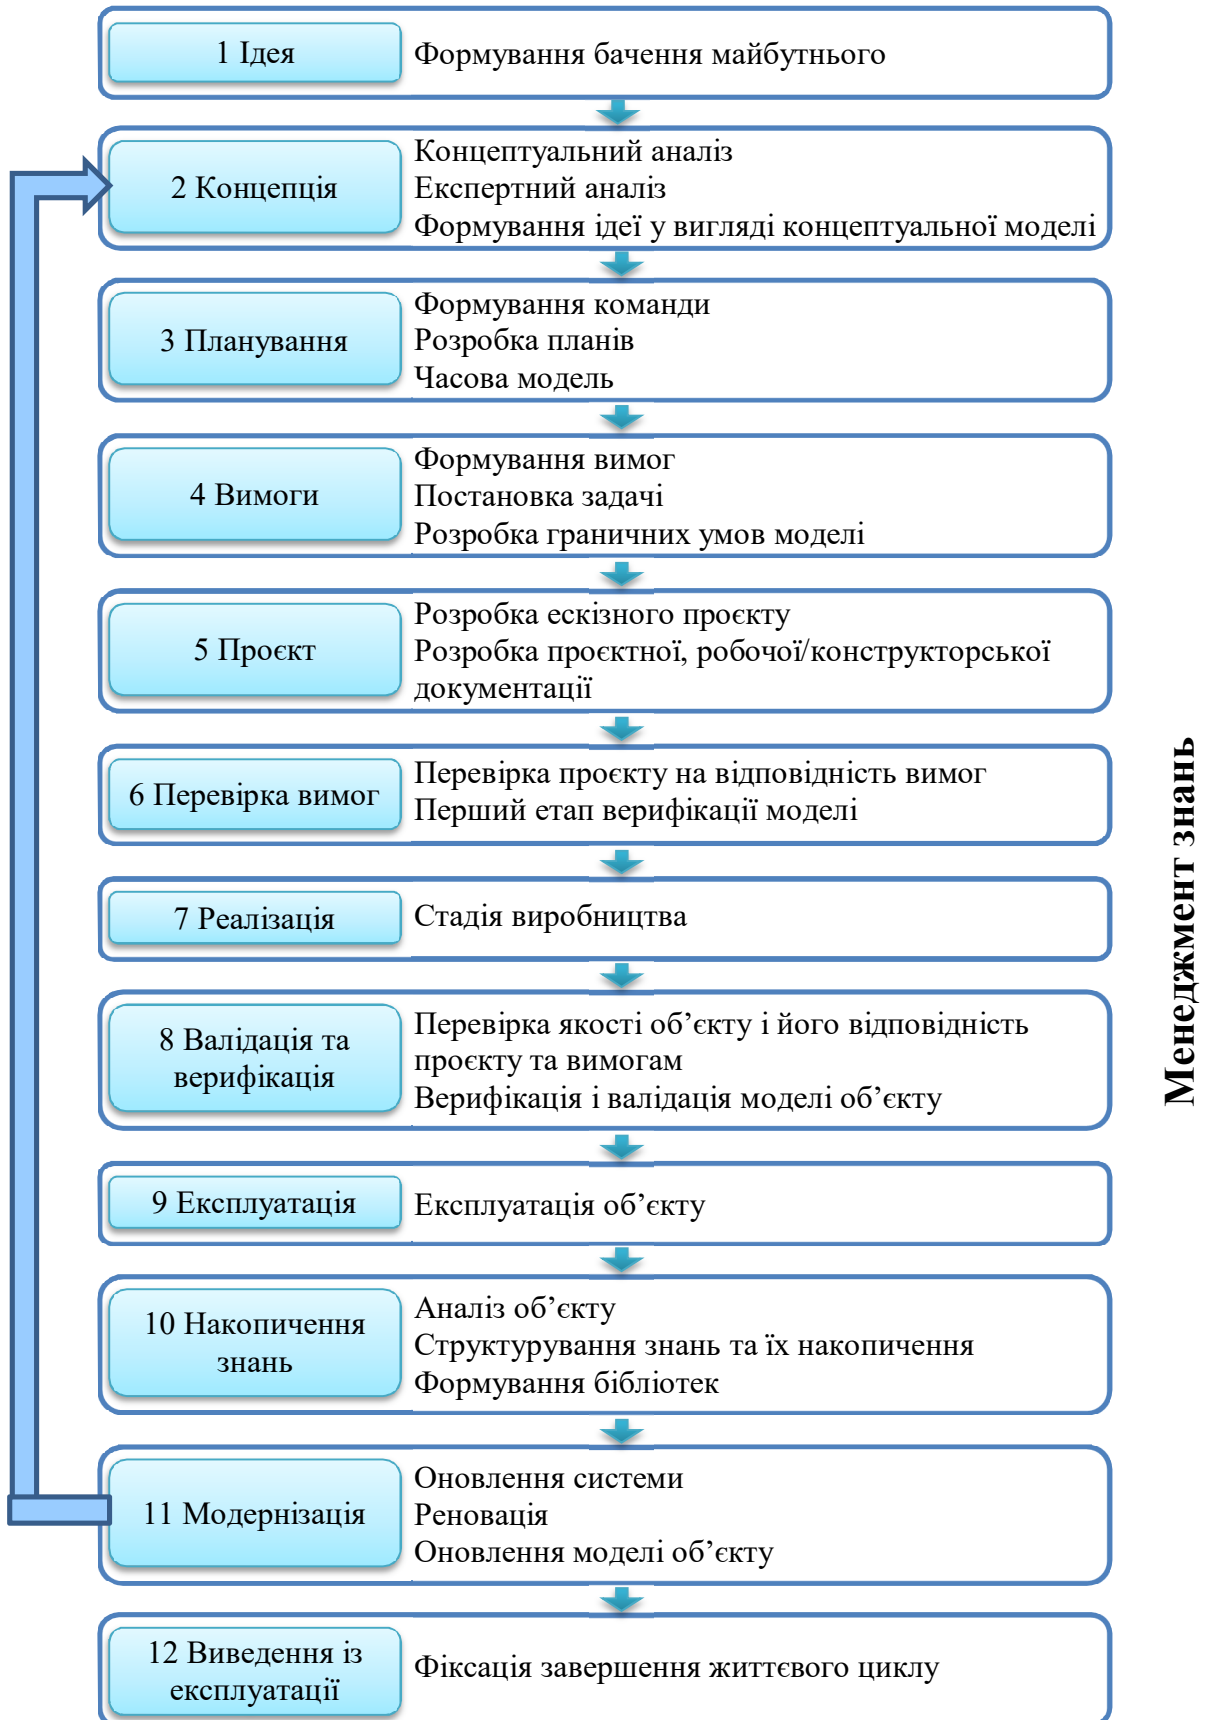 1 Ідея
Формування бачення майбутнього
2 Концепція
Концептуальний аналіз
Експертний аналіз
Формування ідеї у вигляді концептуальної моделі
3 Планування
Формування команди
Розробка планів
Часова модель
4 Вимоги
Формування вимог
Постановка задачі
Розробка граничних умов моделі
5 Проєкт
Розробка ескізного проєкту
Розробка проєктної, робочої/конструкторської
документації
6 Перевірка вимог
Перевірка проєкту на відповідність вимог
Перший етап верифікації моделі
7 Реалізація
Стадія виробництва
8 Валідація та
верифікація
Перевірка якості об’єкту і його відповідність
проєкту та вимогам
Верифікація і валідація моделі об’єкту
9 Експлуатація
Експлуатація об’єкту
10 Накопичення
знань
Аналіз об’єкту
Структурування знань та їх накопичення
Формування бібліотек
11 Модернізація
Оновлення системи
Реновація
Оновлення моделі об’єкту
12 Виведення із
експлуатації
Фіксація завершення життєвого циклу
Менеджмент знань